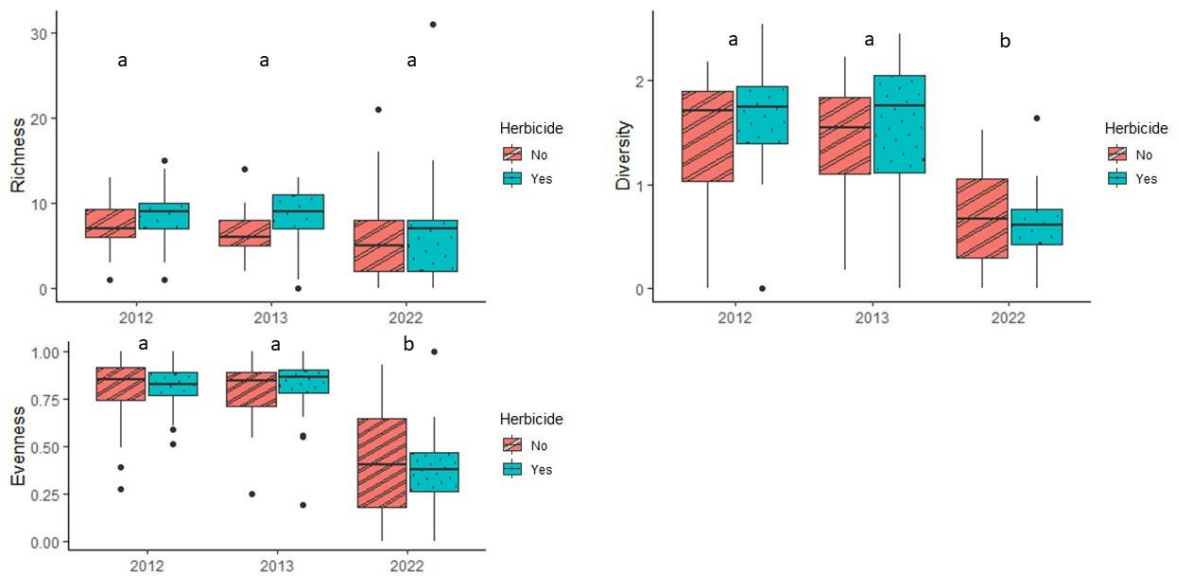 Richness
30
20
10
0
a a a
2012 2013 2022
Herbicide
No
Yes
Diversity
2
1
0
a a b
2012 2013 2022
Herbicide
No
Yes
Evenness
1.00
0.75
0.50
0.25
0.00
a a b
2012 2013 2022
Herbicide
No
Yes